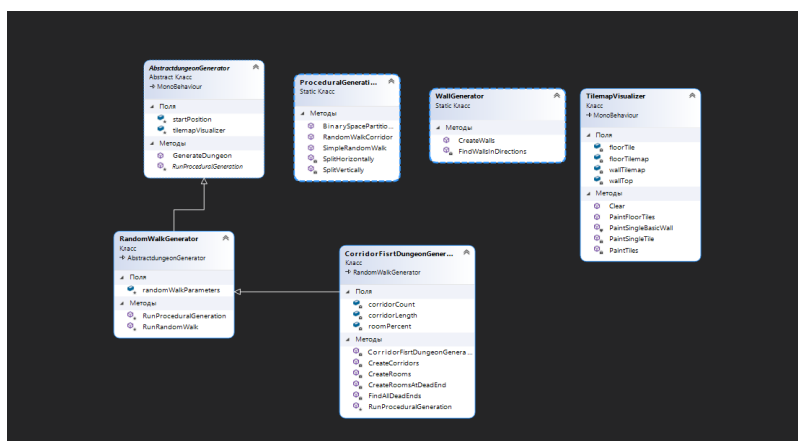 AbstractdungeonGenerator
Abstract Класс
MonoBehaviour
Поля
startPosition
tilemapVisualizer
Методы
GenerateDungeon
RunProceduralGeneration
ProceduralGenerati...
Static Класс
Методы
BinarySpacePartitio...
RandomWalkCorridor
SimpleRandomWalk
SplitHorizontally
SplitVertically
WallGenerator
Static Класс
Методы
CreateWalls
FindWallsInDirections
TilemapVisualizer
Класс
MonoBehaviour
Поля
floorTile
floorTilemap
wallTilemap
wallTop
Методы
Clear
PaintFloorTiles
PaintSingleBasicWall
PaintSingleTile
PaintTiles
RandomWalkGenerator
Класс
AbstractdungeonGenerator
Поля
randomWalkParameters
Методы
RunProceduralGeneration
RunRandomWalk
CorridorFisrtDungeonGener...
Класс
RandomWalkGenerator
Поля
corridorCount
corridorLength
roomPercent
Методы
CorridorFisrtDungeonGenera...
CreateCorridors
CreateRooms
CreateRoomsAtDeadEnd
FindAllDeadEnds
RunProceduralGeneration